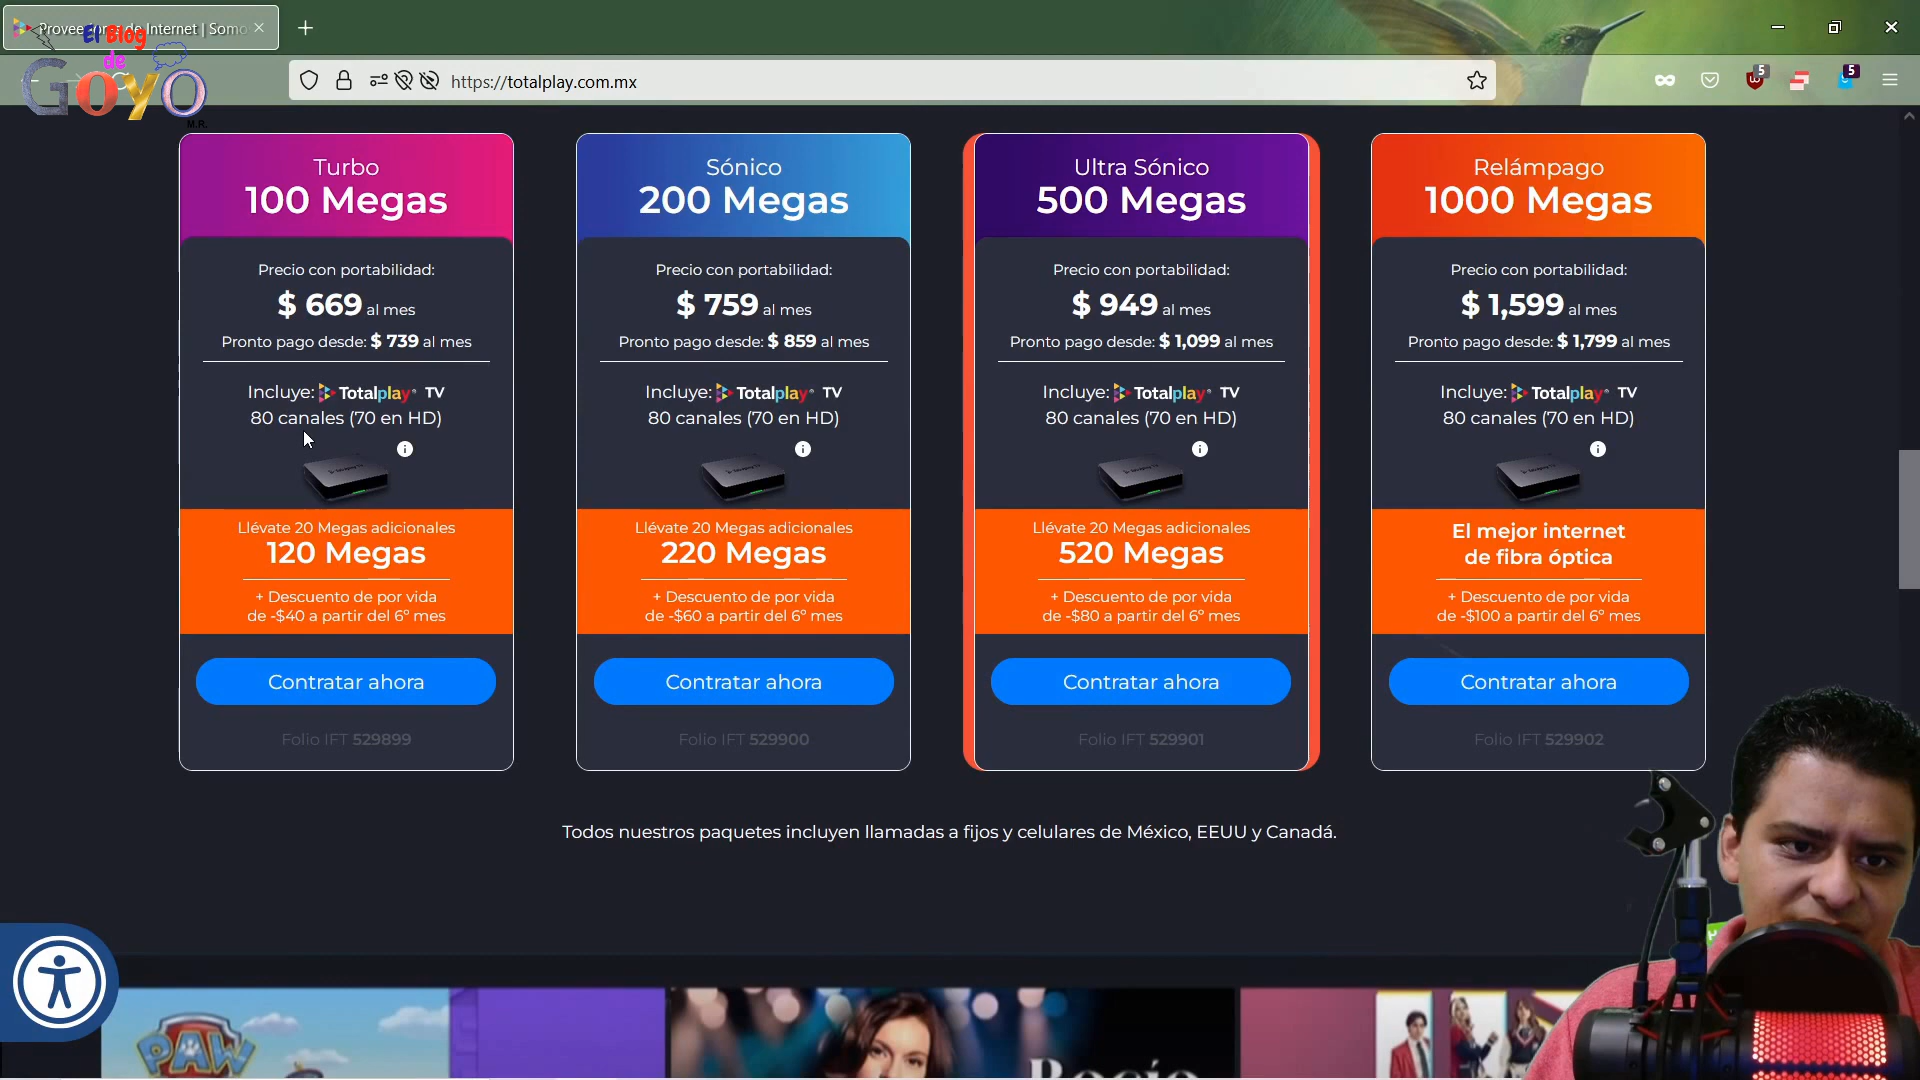 Provee
de Internet | Somo
El Blog
de
Goyo
M.R.
https://totalplay.com.mx
5
5
Turbo
100 Megas
Precio con portabilidad:
$ 669 al mes
Pronto pago desde: $ 739 al mes
Incluye: Totalplay TV
80 canales (70 en HD)
Llévate 20 Megas adicionales
120 Megas
+ Descuento de por vida
de -$40 a partir del 6º mes
Contratar ahora
Folio IFT 529899
Sónico
200 Megas
Precio con portabilidad:
$ 759 al mes
Pronto pago desde: $ 859 al mes
Incluye: Totalplay TV
80 canales (70 en HD)
Llévate 20 Megas adicionales
220 Megas
+ Descuento de por vida
de -$60 a partir del 6º mes
Contratar ahora
Folio IFT 529900
Ultra Sónico
500 Megas
Precio con portabilidad:
$ 949 al mes
Pronto pago desde: $ 1,099 al mes
Incluye: Totalplay TV
80 canales (70 en HD)
Llévate 20 Megas adicionales
520 Megas
+ Descuento de por vida
de -$80 a partir del 6º mes
Contratar ahora
Folio IFT 529901
Relámpago
1000 Megas
Precio con portabilidad:
$ 1,599 al mes
Pronto pago desde: $ 1,799 al mes
Incluye: Totalplay TV
80 canales (70 en HD)
El mejor internet
de fibra óptica
+ Descuento de por vida
de -$100 a partir del 6º mes
Contratar ahora
Folio IFT 529902
Todos nuestros paquetes incluyen llamadas a fijos y celulares de México, EEUU y Canadá.
PAW
Rocío